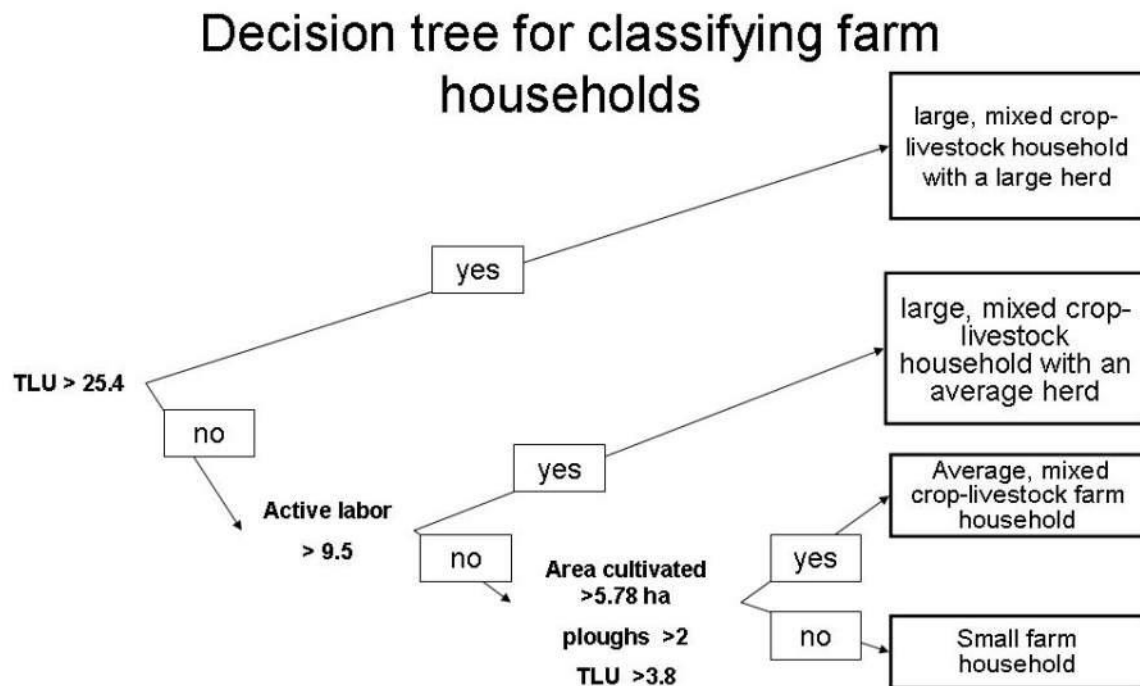 Decision tree for classifying farm
households
large, mixed crop-
livestock household
with a large herd
yes
large, mixed crop-
livestock
household with an
average herd
TLU > 25.4
no
yes
Active labor
> 9.5
Average, mixed
crop-livestock farm
household
no
yes
Area cultivated
>5.78 ha
ploughs >2
TLU >3.8
no
Small farm
household